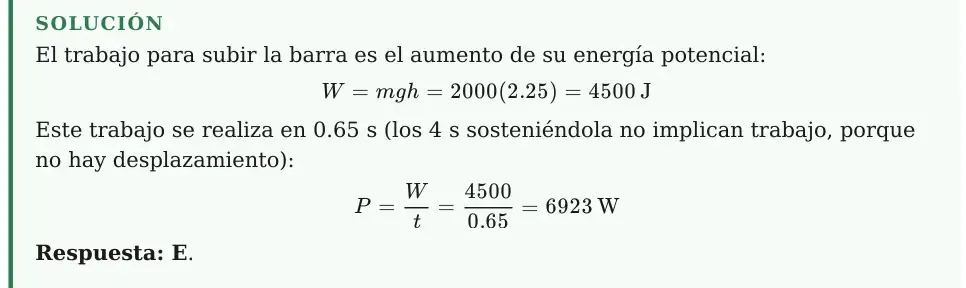 SOLUCIÓN
El trabajo para subir la barra es el aumento de su energía potencial:
W = mgh = 2000(2.25) = 4500 J
Este trabajo se realiza en 0.65 s (los 4 s sosteniéndola no implican trabajo, porque
no hay desplazamiento):
P = W/t = 4500/0.65 = 6923 W
Respuesta: E.